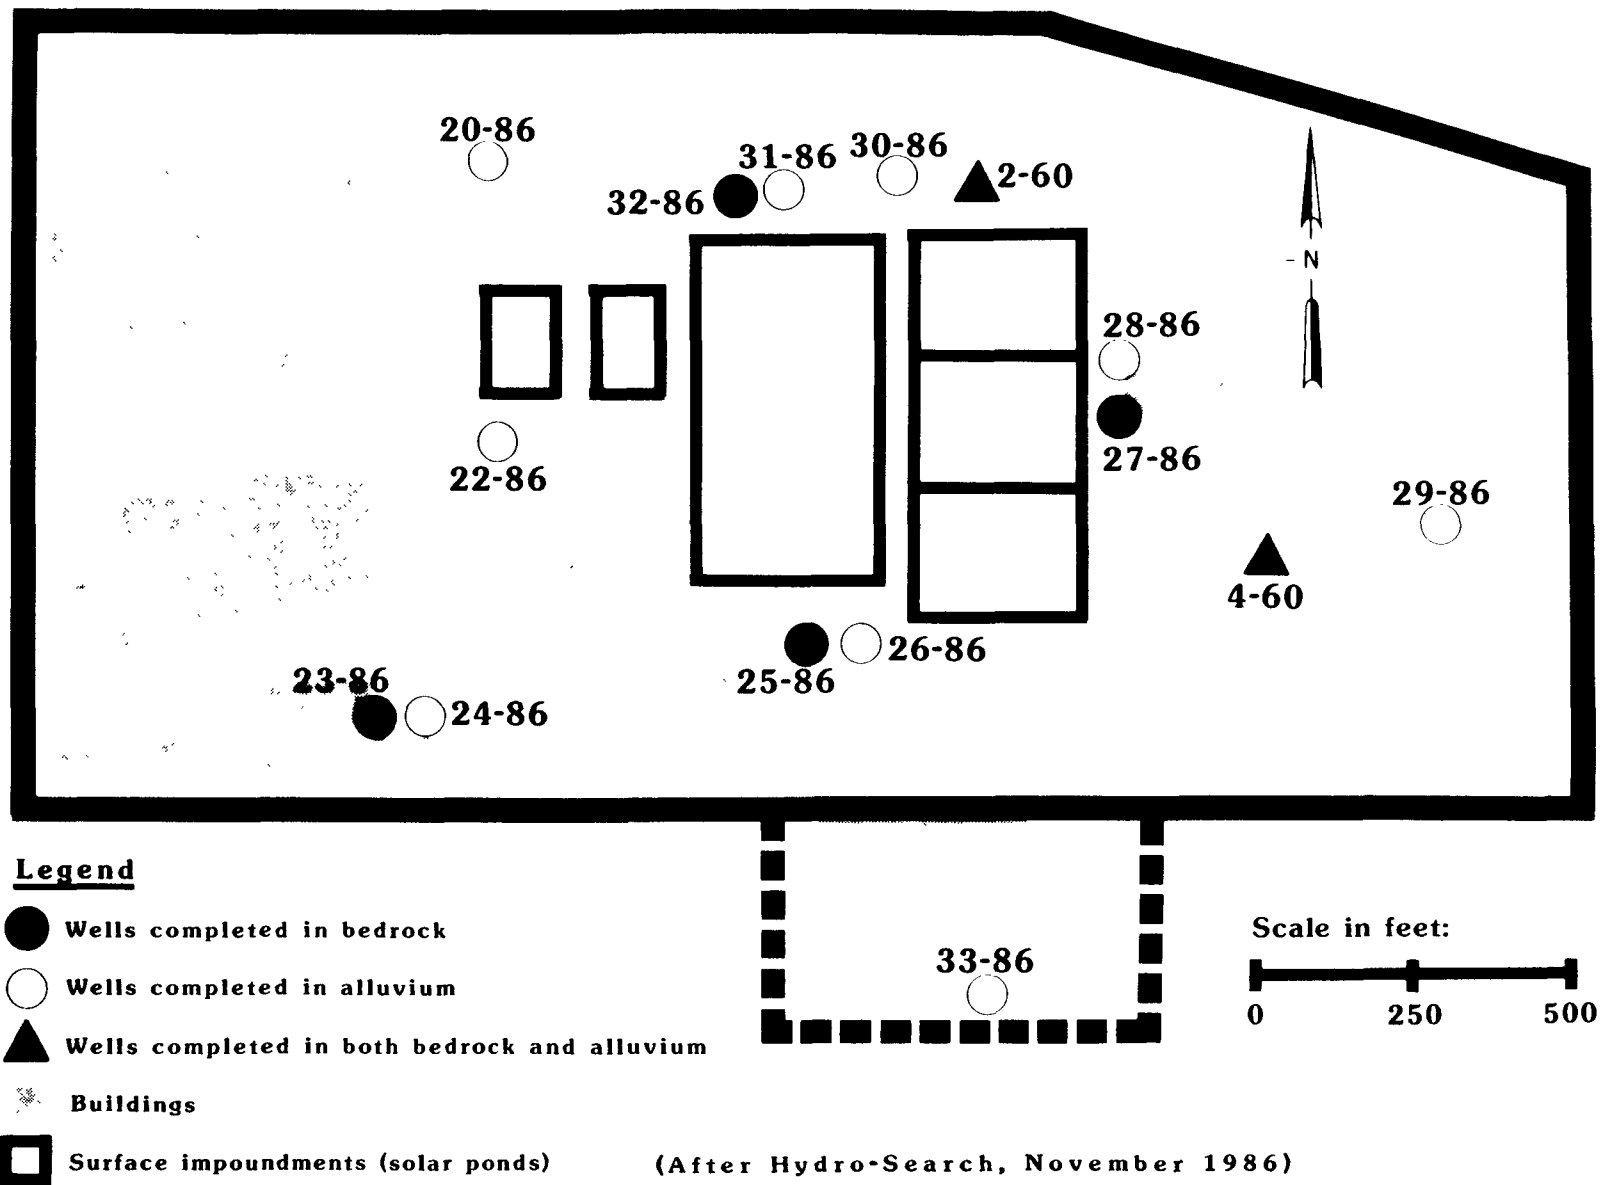 20-86
31-86
30-86
2-60
32-86
- N
28-86
27-86
22-86
29-86
4-60
26-86
25-86
23-86
24-86
33-86
Legend
Wells completed in bedrock
Wells completed in alluvium
Wells completed in both bedrock and alluvium
Buildings
Surface impoundments (solar ponds)
Scale in feet:
0 250 500
(After Hydro-Search, November 1986)